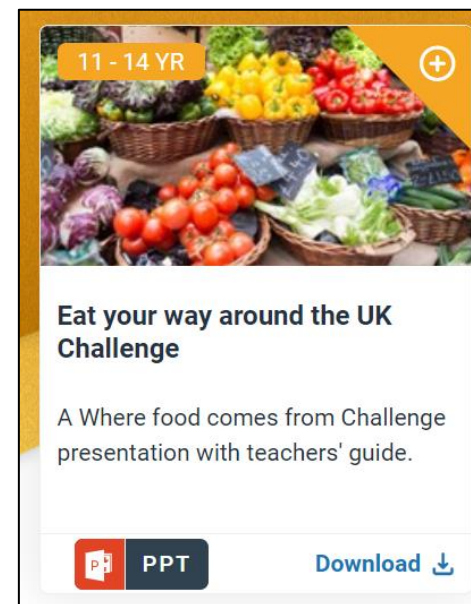 11 - 14 YR
Eat your way around the UK
Challenge
A Where food comes from Challenge
presentation with teachers' guide.
P
PPT
Download